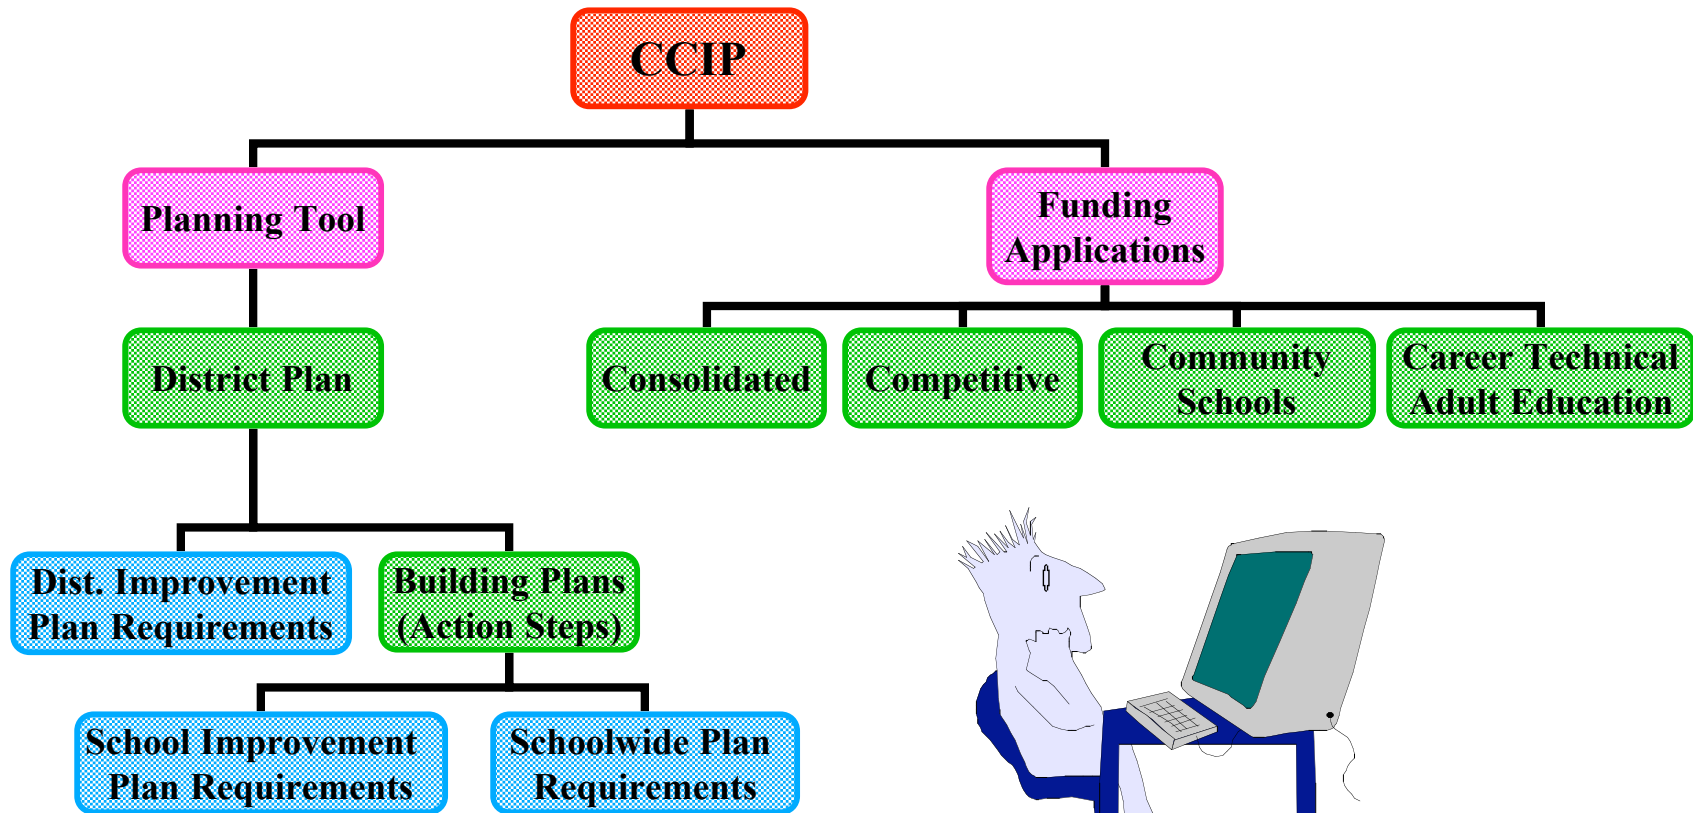 CCIP
Planning Tool
Funding
Applications
District Plan
Consolidated
Competitive
Community
Schools
Career Technical
Adult Education
Dist. Improvement
Plan Requirements
Building Plans
(Action Steps)
School Improvement
Plan Requirements
Schoolwide Plan
Requirements